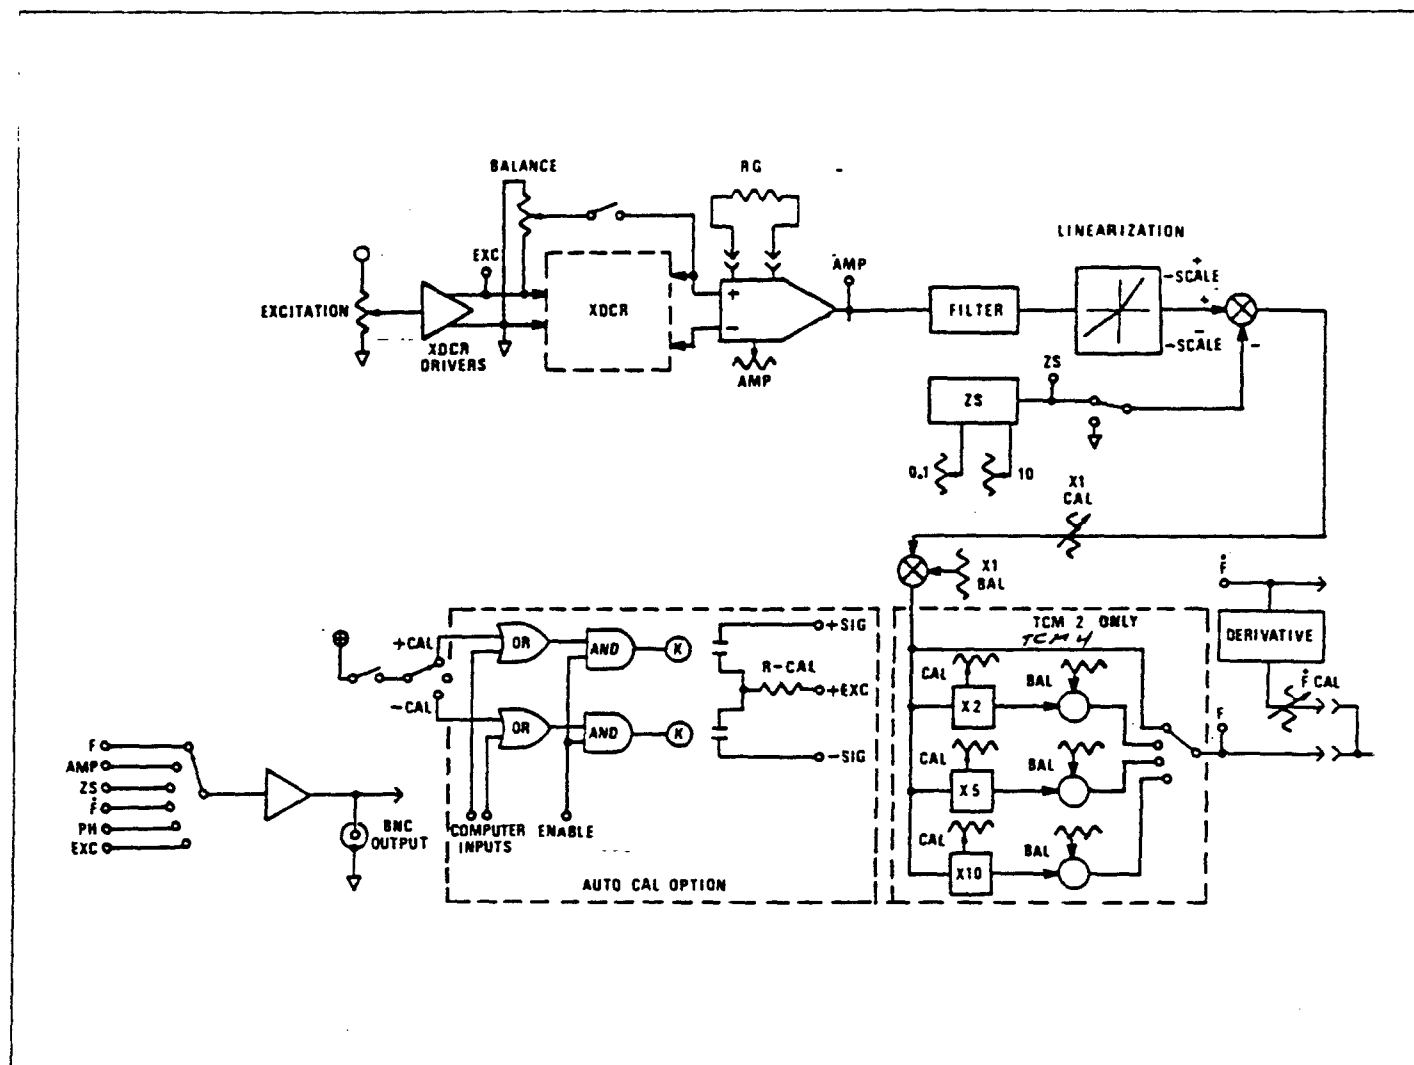 BALANCE
RG
LINEARIZATION
EXC
AMP
+
-SCALE
EXCITATION
XDCR
+
-
FILTER
+
-
-SCALE
-
XDCR
DRIVERS
AMP
ZS
ZS
0.1
10
X1
CAL
X1
BAL
Ḟ
TCM 2 ONLY
TCM 4
DERIVATIVE
+CAL
OR
AND
K
+SIG
R-CAL
CAL
BAL
Ḟ CAL
+EXC
X2
-CAL
OR
AND
K
F
F
CAL
BAL
-SIG
AMP
ZS
X5
Ḟ
PH
EXC
BNC
OUTPUT
COMPUTER
INPUTS
ENABLE
CAL
BAL
X10
AUTO CAL OPTION